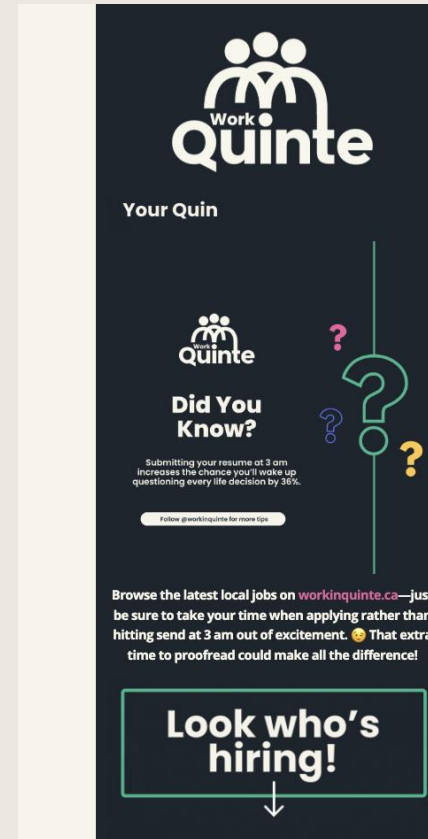 Work
Quinte
Your Quin
Work
Quinte
Did You
Know?
Submitting your resume at 3 am
increases the chance you'll wake up
questioning every life decision by 36%.
Follow @workinquinte for more tips
?
?
?
?
Browse the latest local jobs on workinquinte.ca—jus
be sure to take your time when applying rather than
hitting send at 3 am out of excitement. 😉 That extra
time to proofread could make all the difference!
Look who's
hiring!